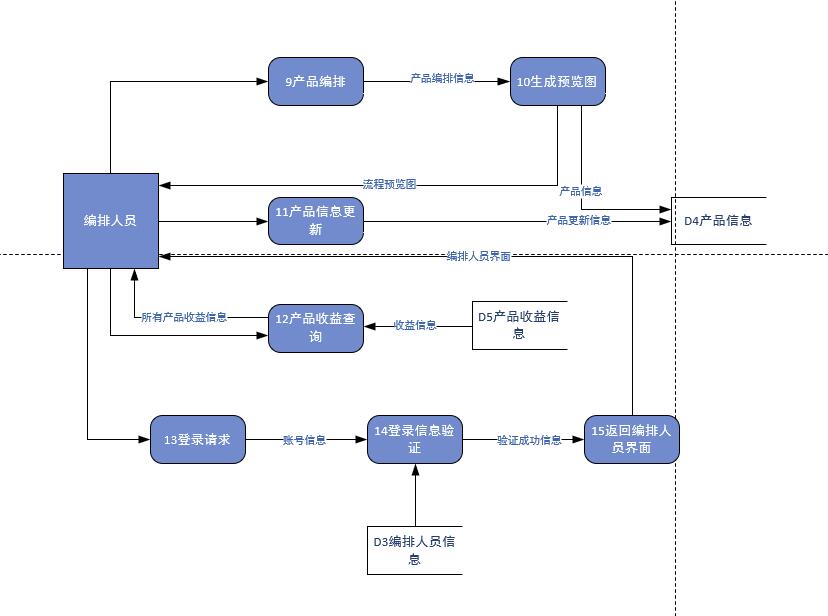 9产品编排
产品编排信息
10生成预览图
流程预览图
产品信息
编排人员
11产品信息更
新
产品更新信息
D4产品信息
编排人员界面
所有产品收益信息
12产品收益查
询
收益信息
D5产品收益信
息
13登录请求
账号信息
14登录信息验
证
验证成功信息
15返回编排人
员界面
D3编排人员信
息